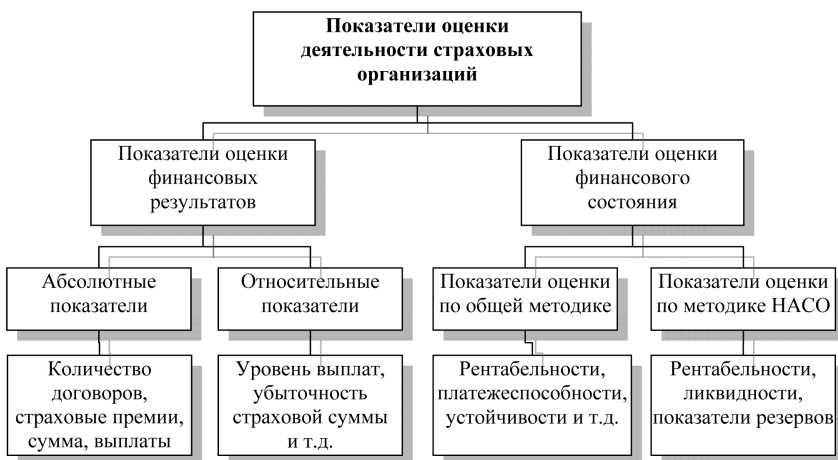 Показатели оценки
деятельности страховых
организаций
Показатели оценки
финансовых
результатов
Показатели оценки
финансового
состояния
Абсолютные
показатели
Относительные
показатели
Показатели оценки
по общей методике
Показатели оценки
по методике НАСО
Количество
договоров,
страховые премии,
сумма, выплаты
Уровень выплат,
убыточность
страховой суммы
и т.д.
Рентабельности,
платежеспособности,
устойчивости и т.д.
Рентабельности,
ликвидности,
показатели резервов